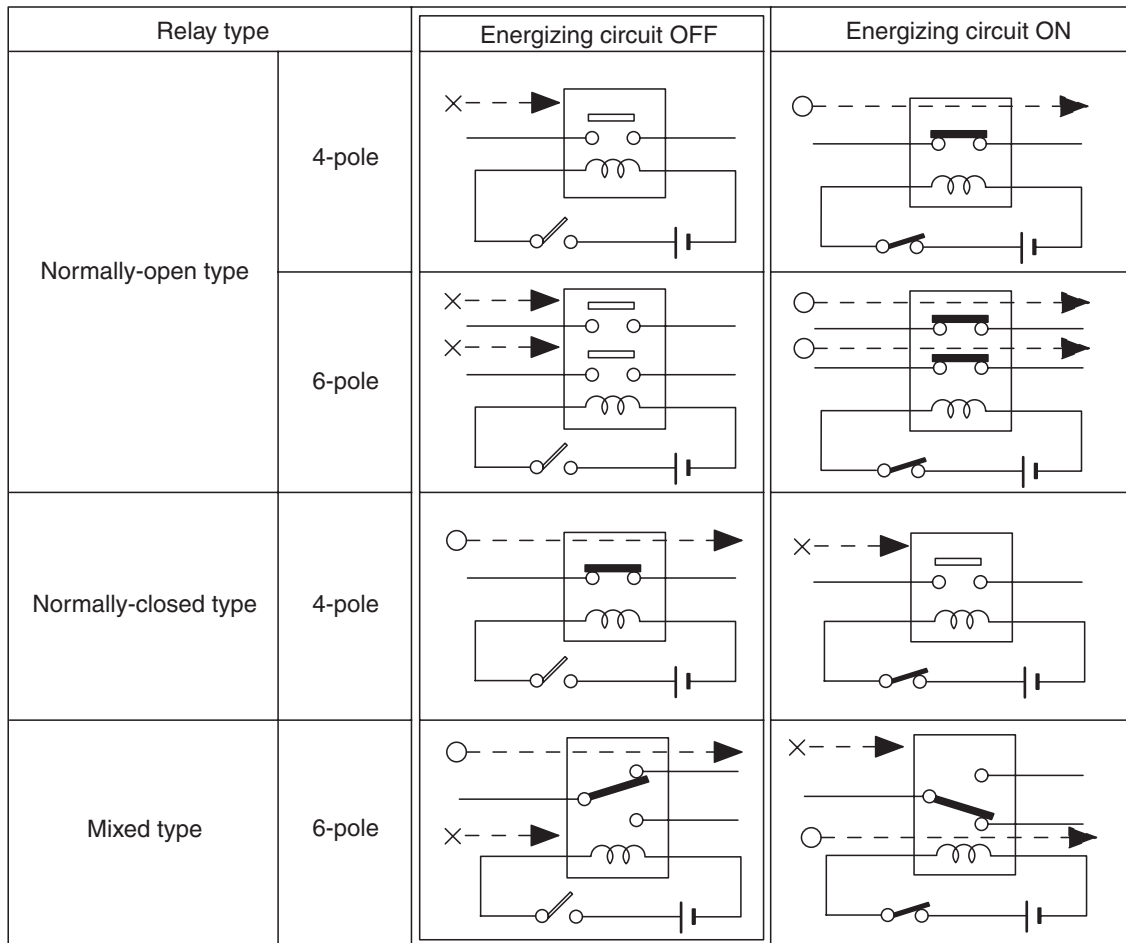 Relay type
Energizing circuit OFF
Energizing circuit ON
Normally-open type
4-pole
6-pole
Normally-closed type
4-pole
Mixed type
6-pole